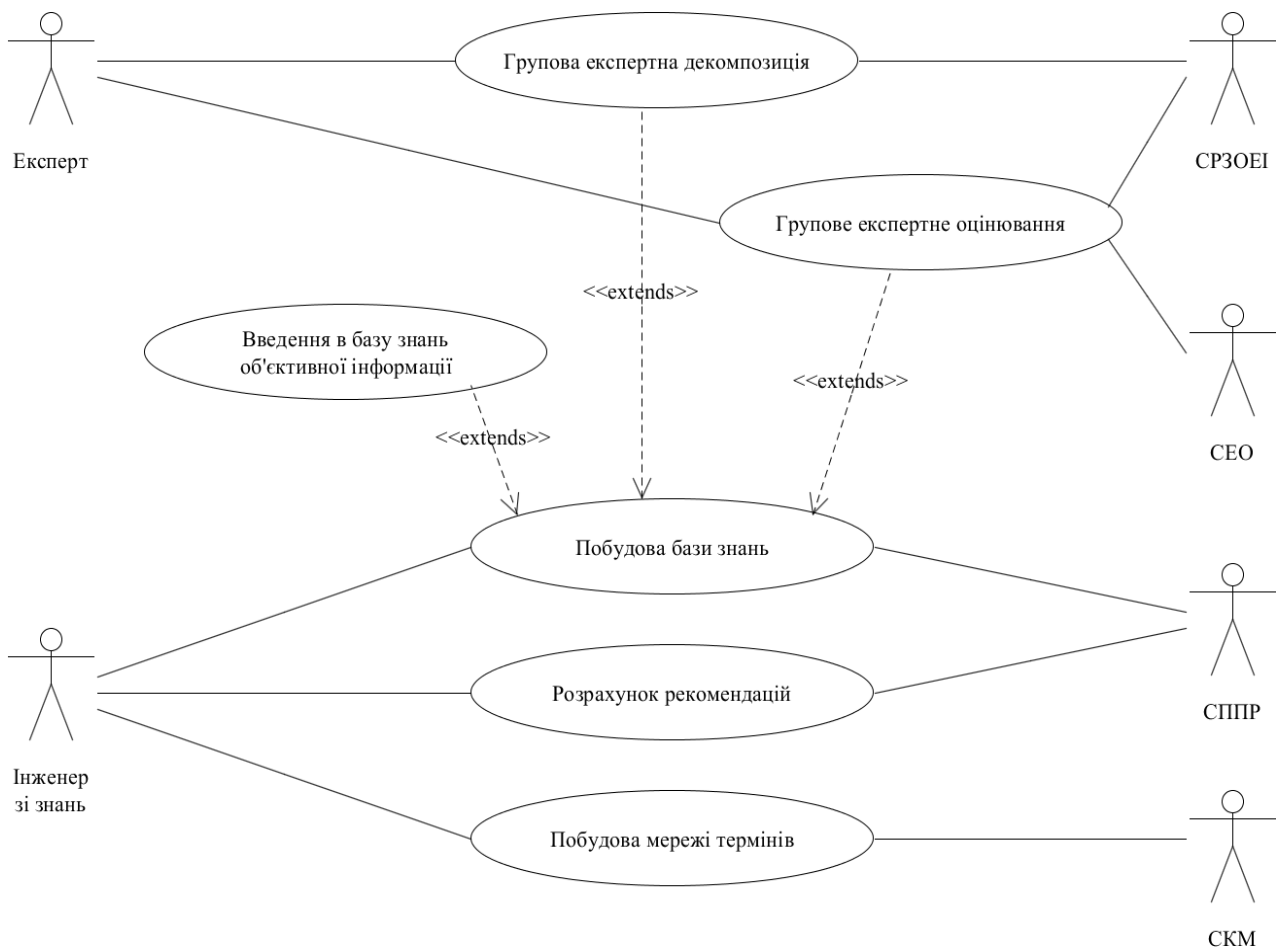 Групова експертна декомпозиція
Експерт
СРЗОЕІ
Групове експертне оцінювання
<<extends>>
Введення в базу знань
об'єктивної інформації
<<extends>>
<<extends>>
СЕО
Побудова бази знань
Розрахунок рекомендацій
СППР
Інженер
зі знань
Побудова мережі термінів
СКМ